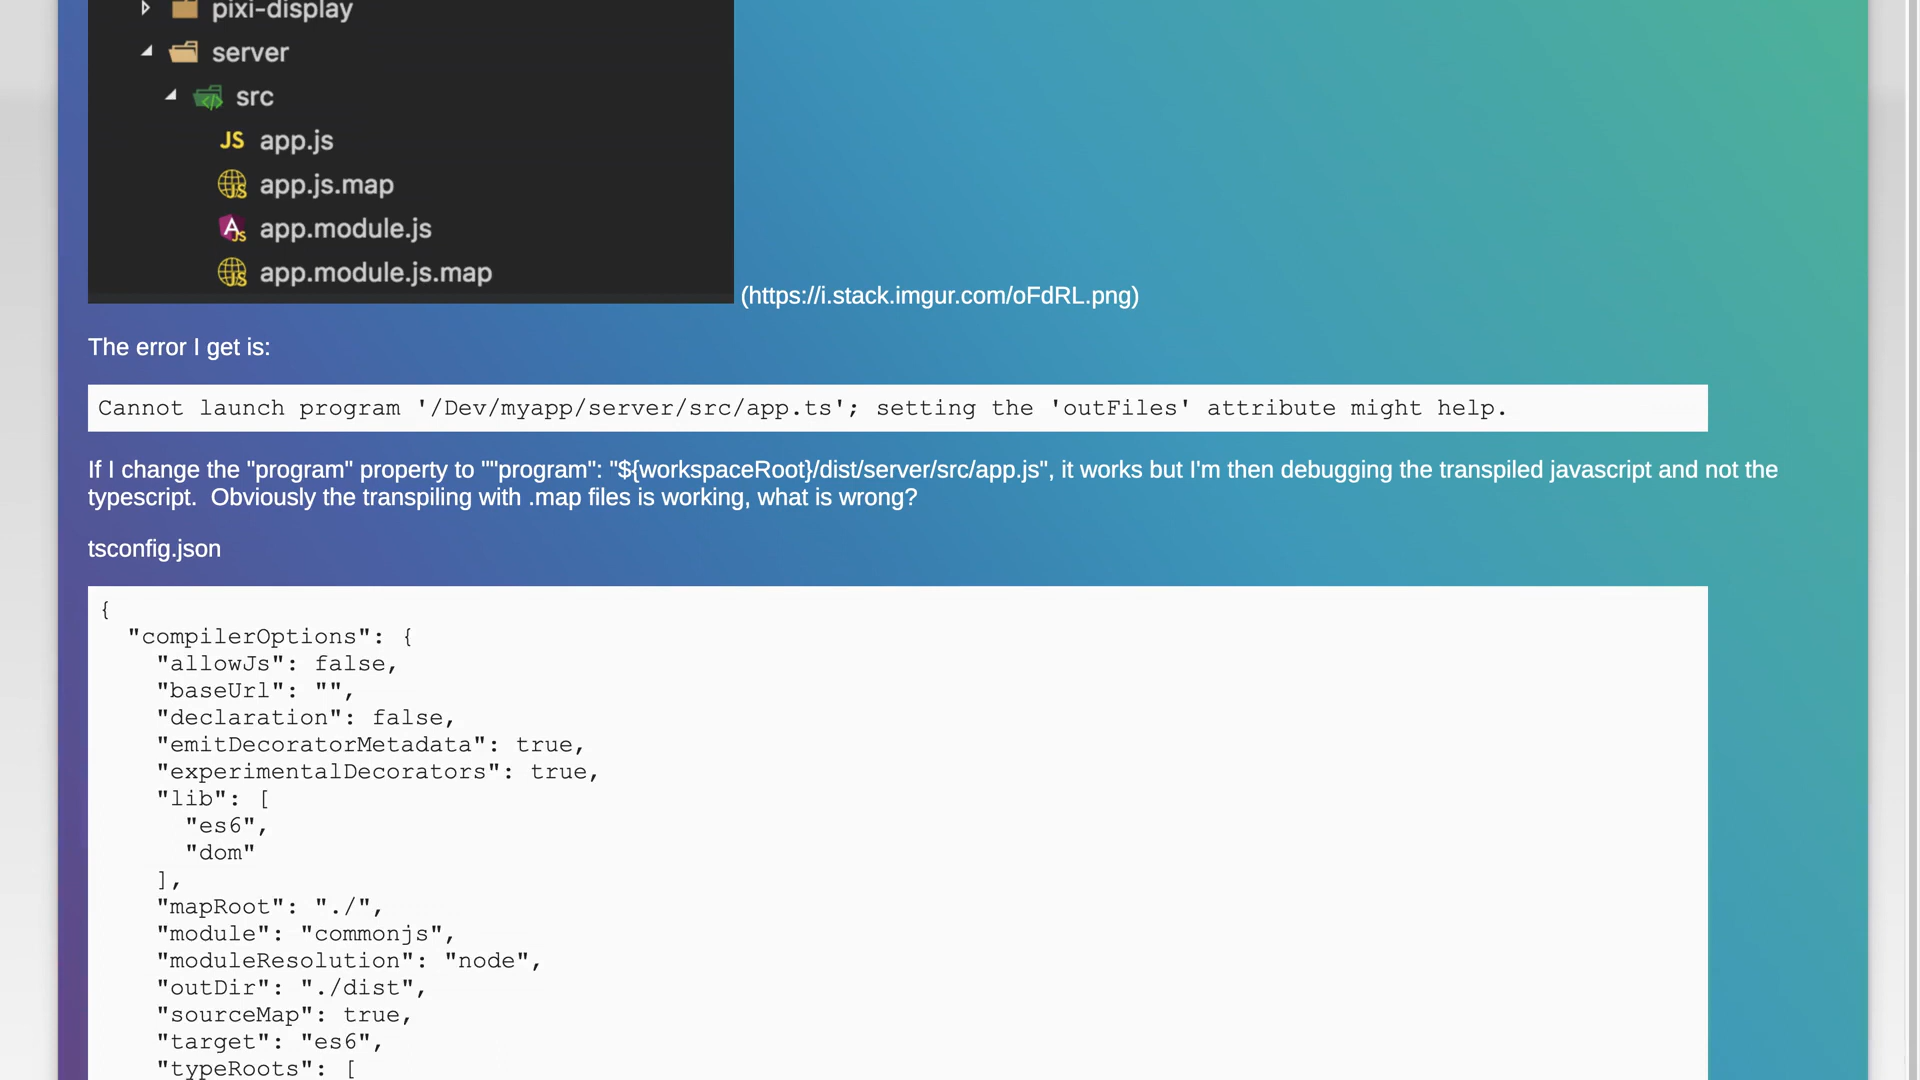 pixi-display
server
src
JS app.js
app.js.map
app.module.js
app.module.js.map
(https://i.stack.imgur.com/oFdRL.png)
The error I get is:
Cannot launch program '/Dev/myapp/server/src/app.ts'; setting the 'outFiles' attribute might help.
If I change the "program" property to ""program": "${workspaceRoot}/dist/server/src/app.js", it works but I'm then debugging the transpiled javascript and not the
typescript.  Obviously the transpiling with .map files is working, what is wrong?
tsconfig.json
{
  "compilerOptions": {
    "allowJs": false,
    "baseUrl": "",
    "declaration": false,
    "emitDecoratorMetadata": true,
    "experimentalDecorators": true,
    "lib": [
      "es6",
      "dom"
    ],
    "mapRoot": "./",
    "module": "commonjs",
    "moduleResolution": "node",
    "outDir": "./dist",
    "sourceMap": true,
    "target": "es6",
    "typeRoots": [